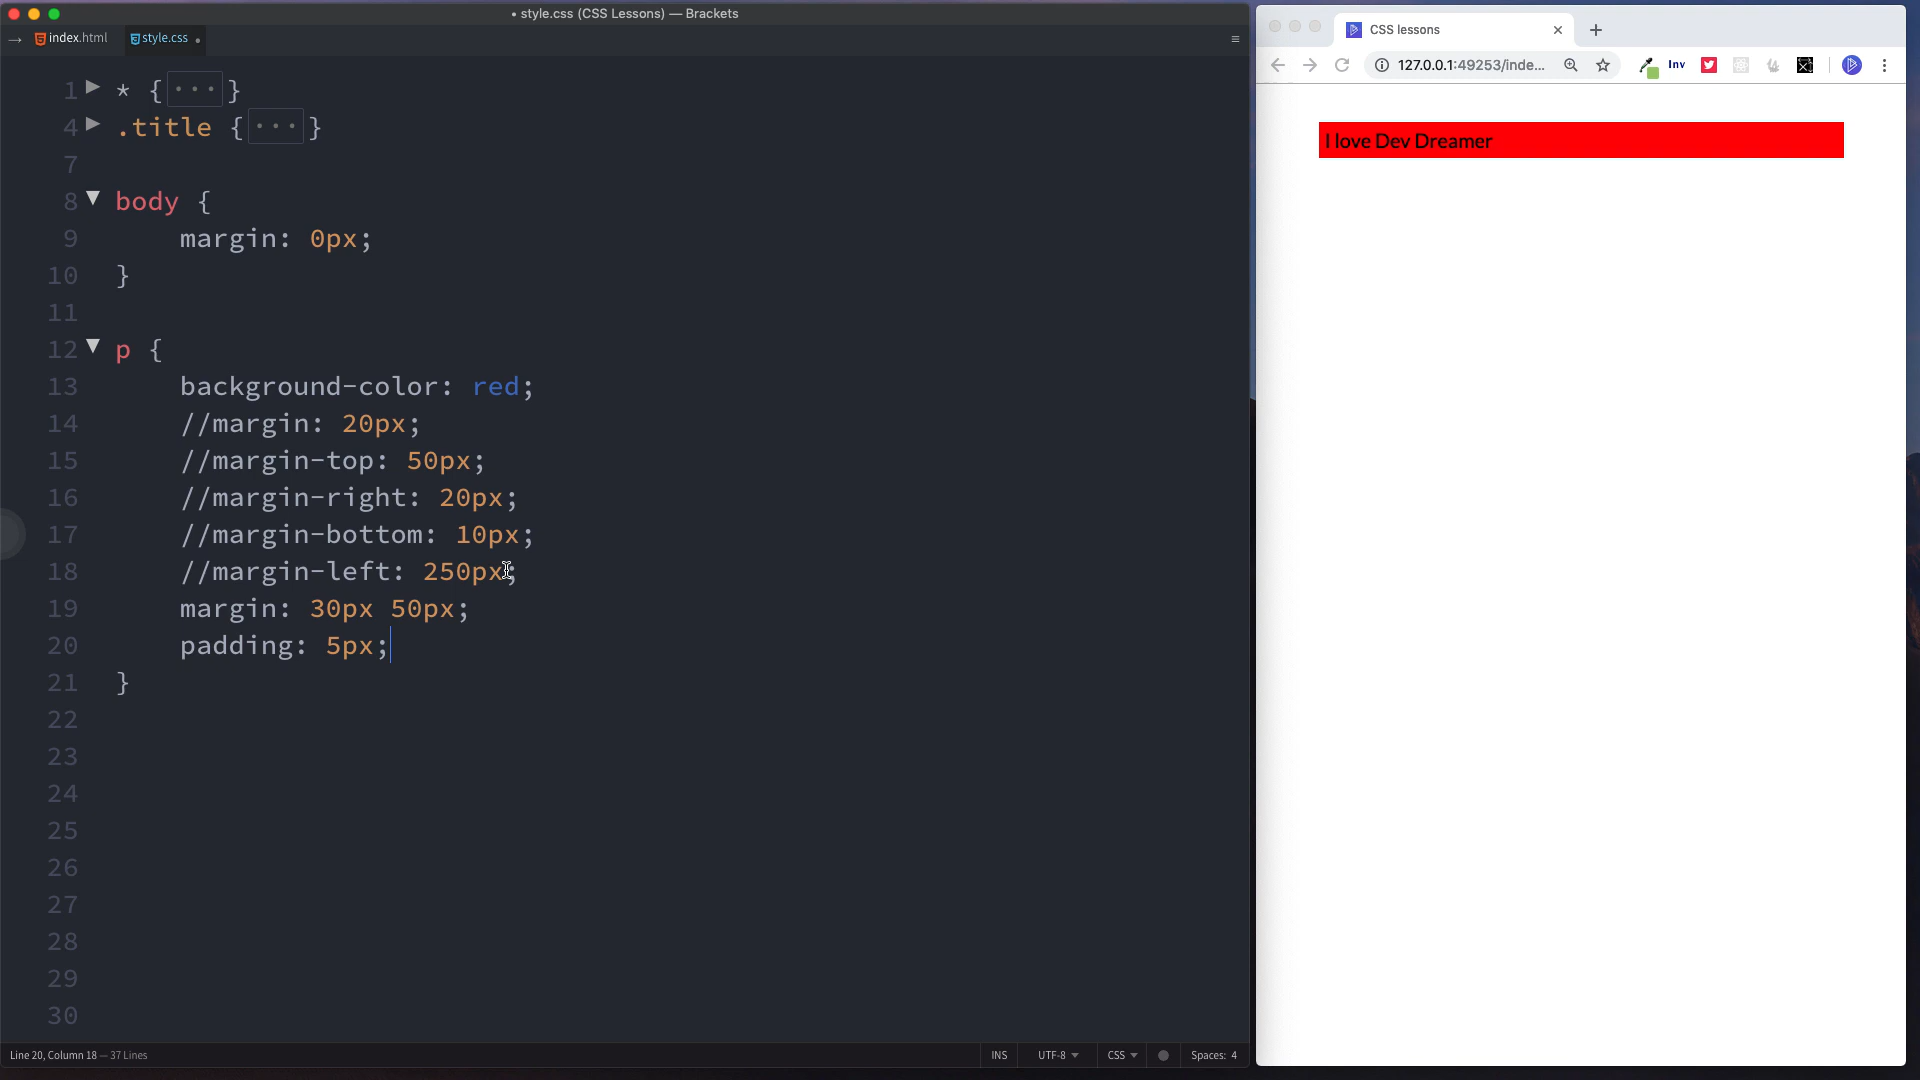 • style.css (CSS Lessons) — Brackets
→ index.html style.css •
1 ▶ * {···}
4 ▶ .title {···}
7
8 ▼ body {
9 margin: 0px;
10 }
11
12 ▼ p {
13 background-color: red;
14 //margin: 20px;
15 //margin-top: 50px;
16 //margin-right: 20px;
17 //margin-bottom: 10px;
18 //margin-left: 250px;
19 margin: 30px 50px;
20 padding: 5px;
21 }
22
23
24
25
26
27
28
29
30
Line 20, Column 18 — 37 Lines
INS UTF-8 ▼ CSS ▼ Spaces: 4
CSS lessons
127.0.0.1:49253/inde...
Inv
I love Dev Dreamer